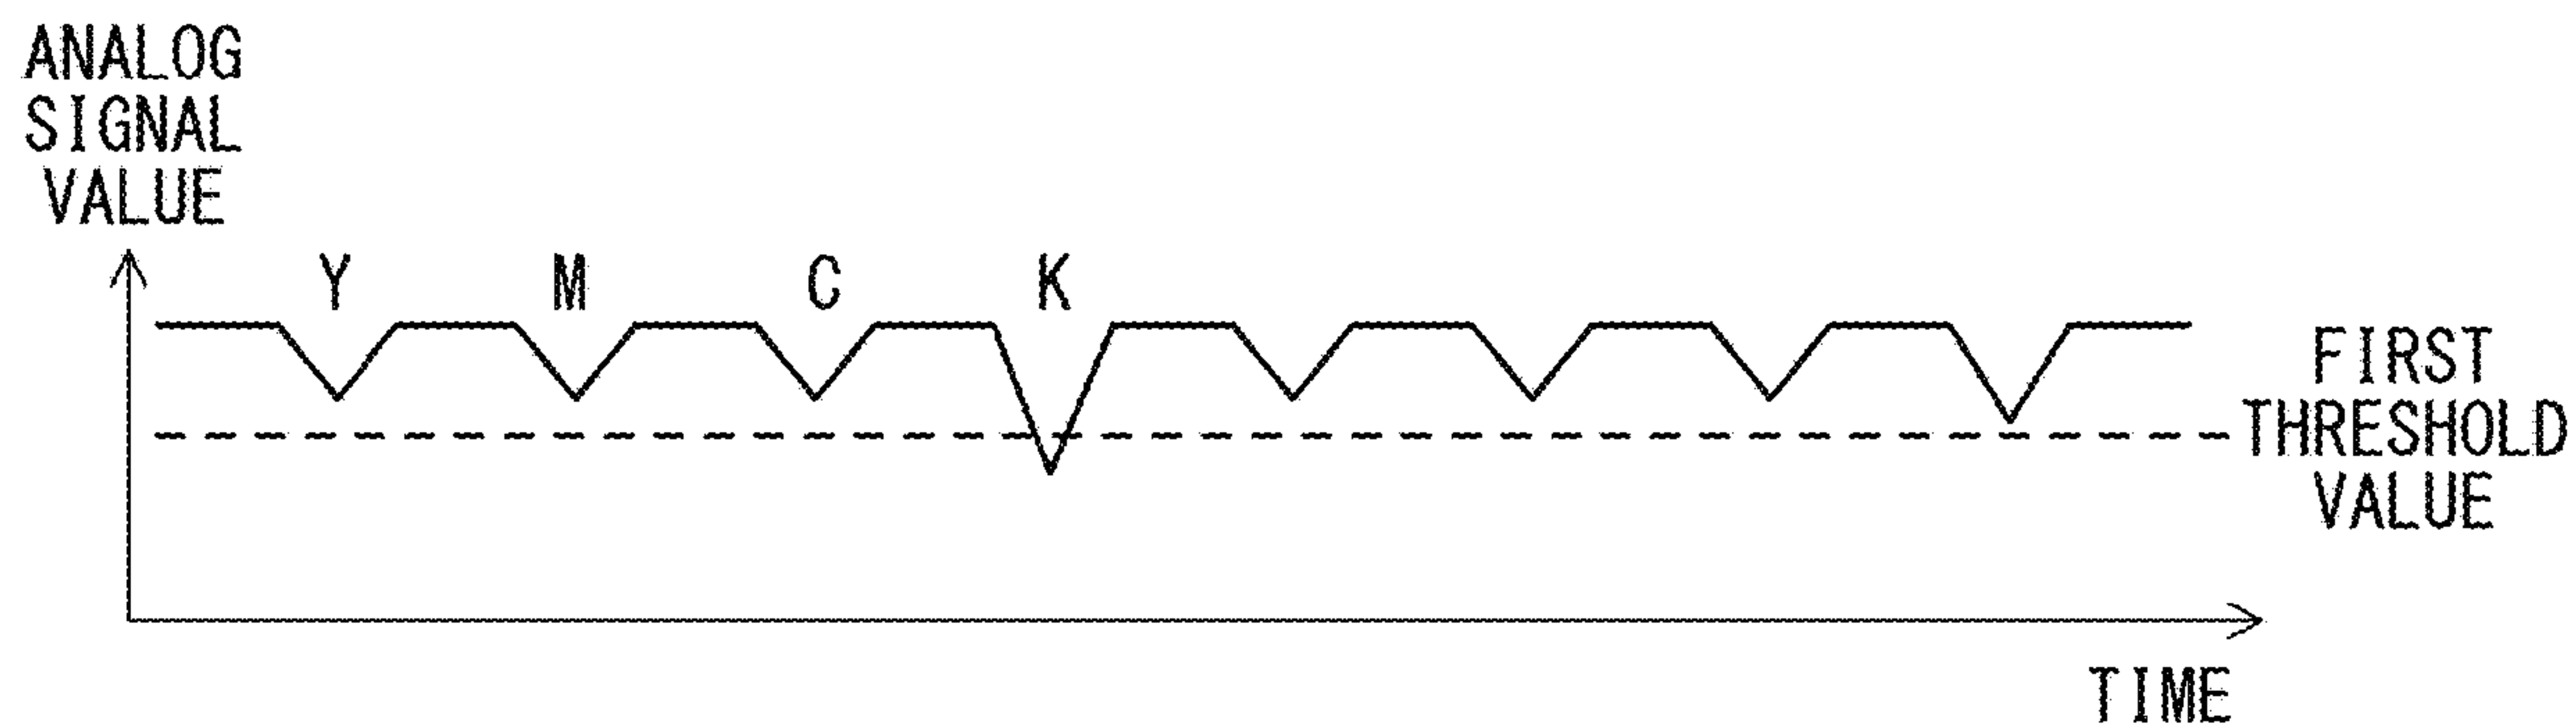 ANALOG
SIGNAL
VALUE
Y M C K
FIRST
THRESHOLD
VALUE
TIME